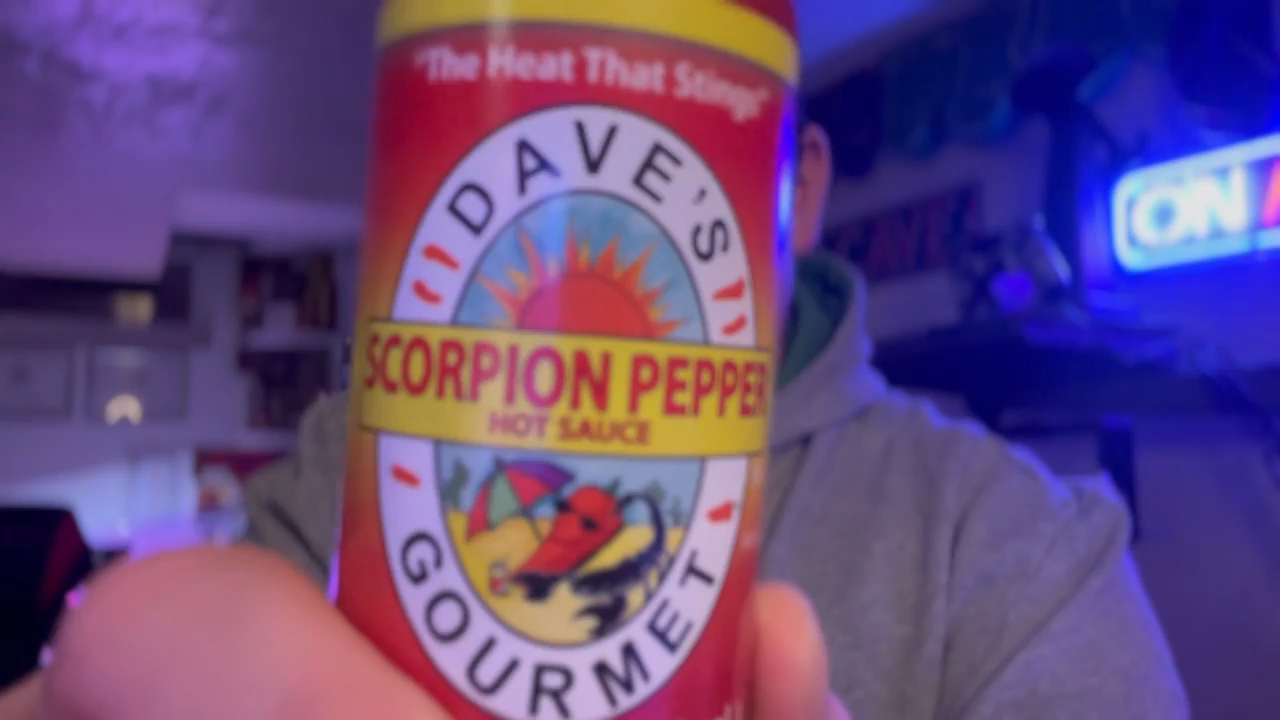 "The Heat That Stings"
DAVE'S
SCORPION PEPPER
HOT SAUCE
GOURMET
ON